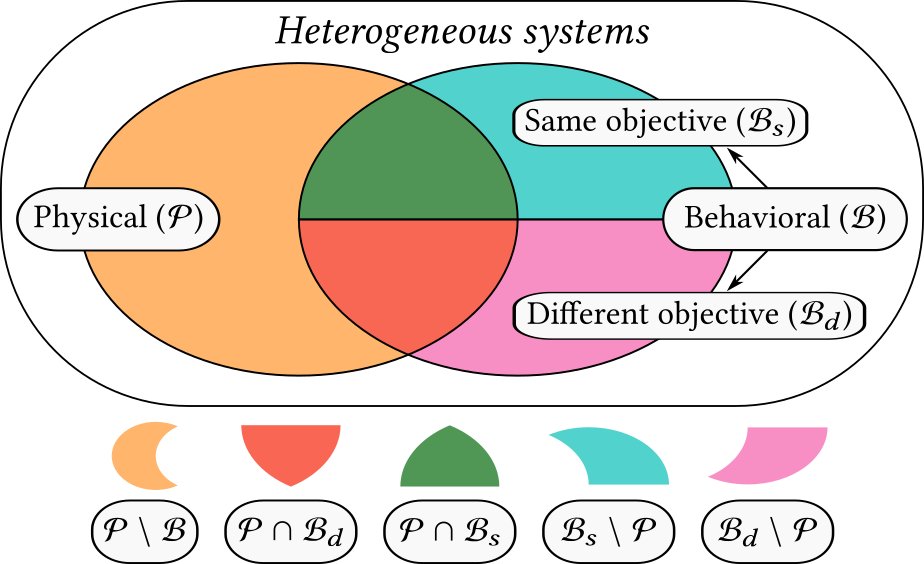 Heterogeneous systems
Same objective (ℬₛ)
Physical (𝒫)
Behavioral (ℬ)
Different objective (ℬ_d)
𝒫 \ ℬ
𝒫 ∩ ℬ_d
𝒫 ∩ ℬₛ
ℬₛ \ 𝒫
ℬ_d \ 𝒫